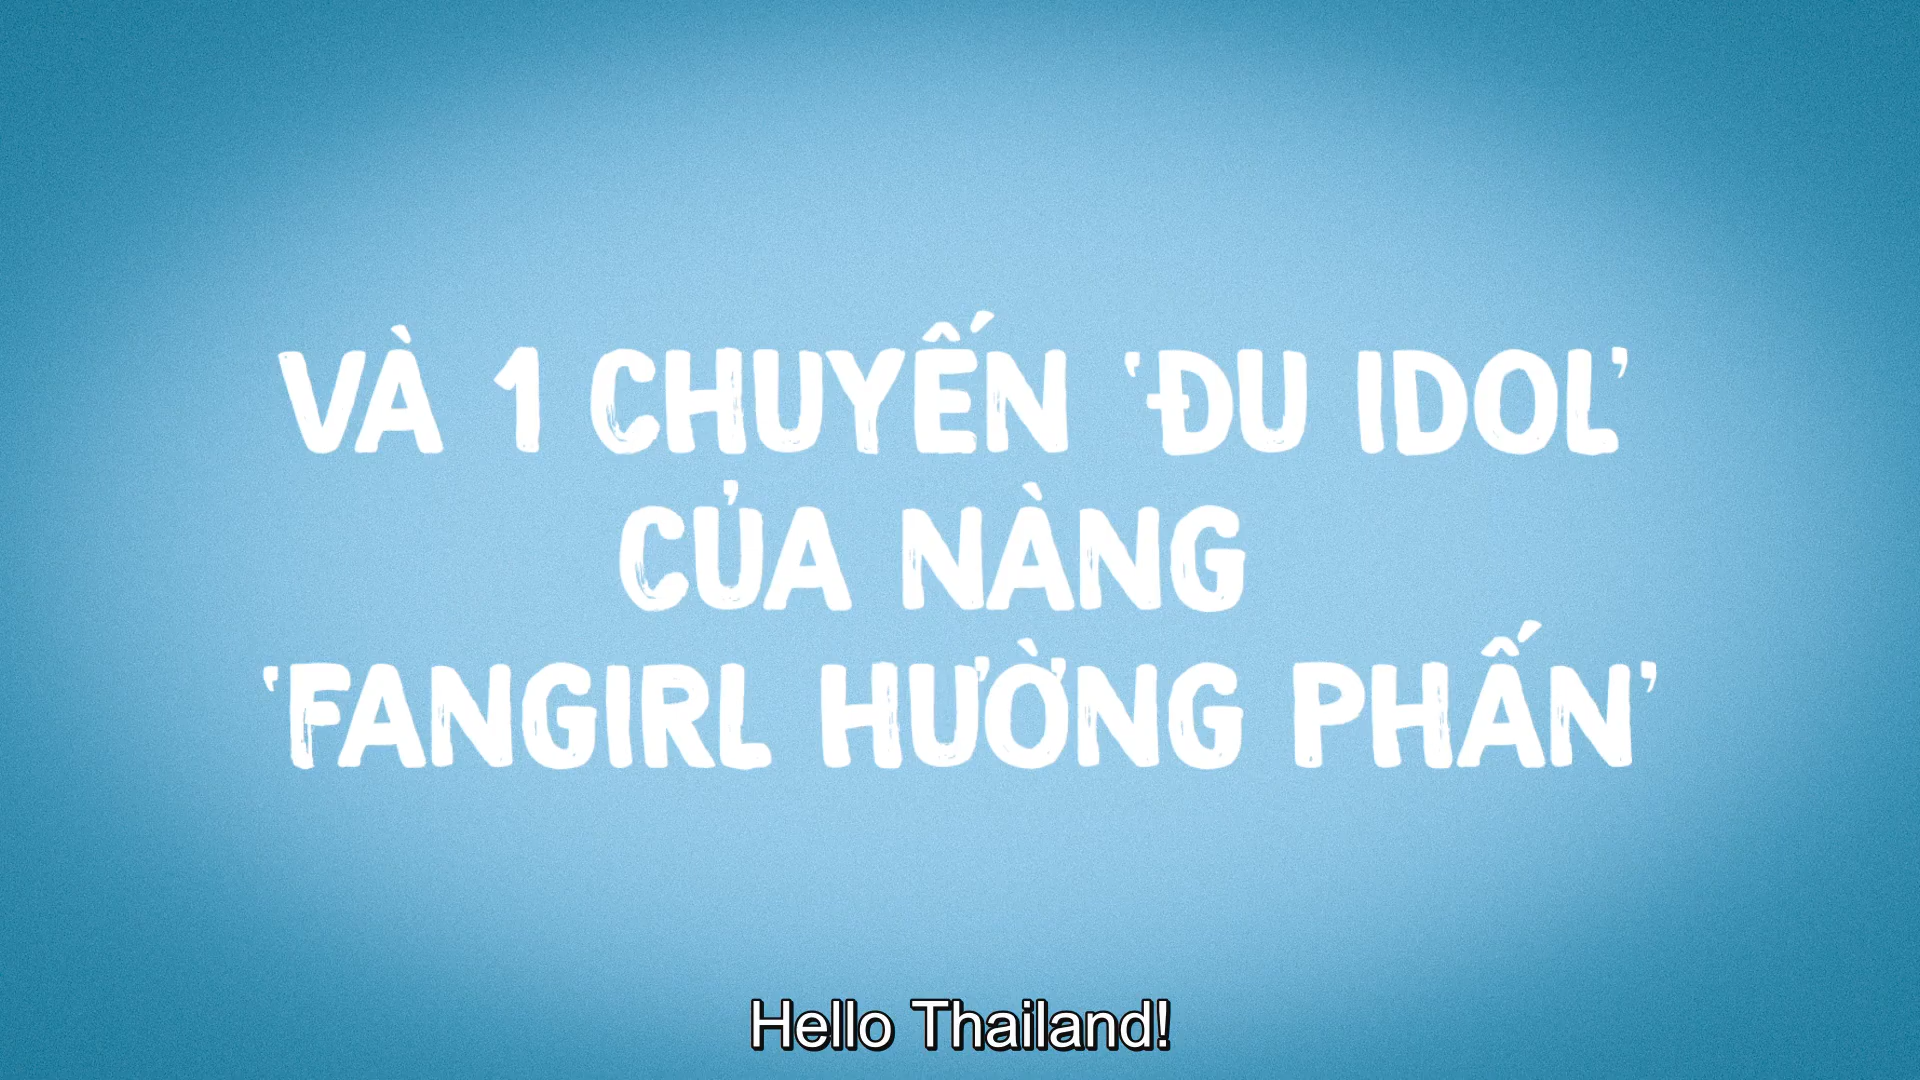 VÀ 1 CHUYẾN 'ĐU IDOL'
CỦA NÀNG
'FANGIRL HƯỜNG PHẤN'
Hello Thailand!